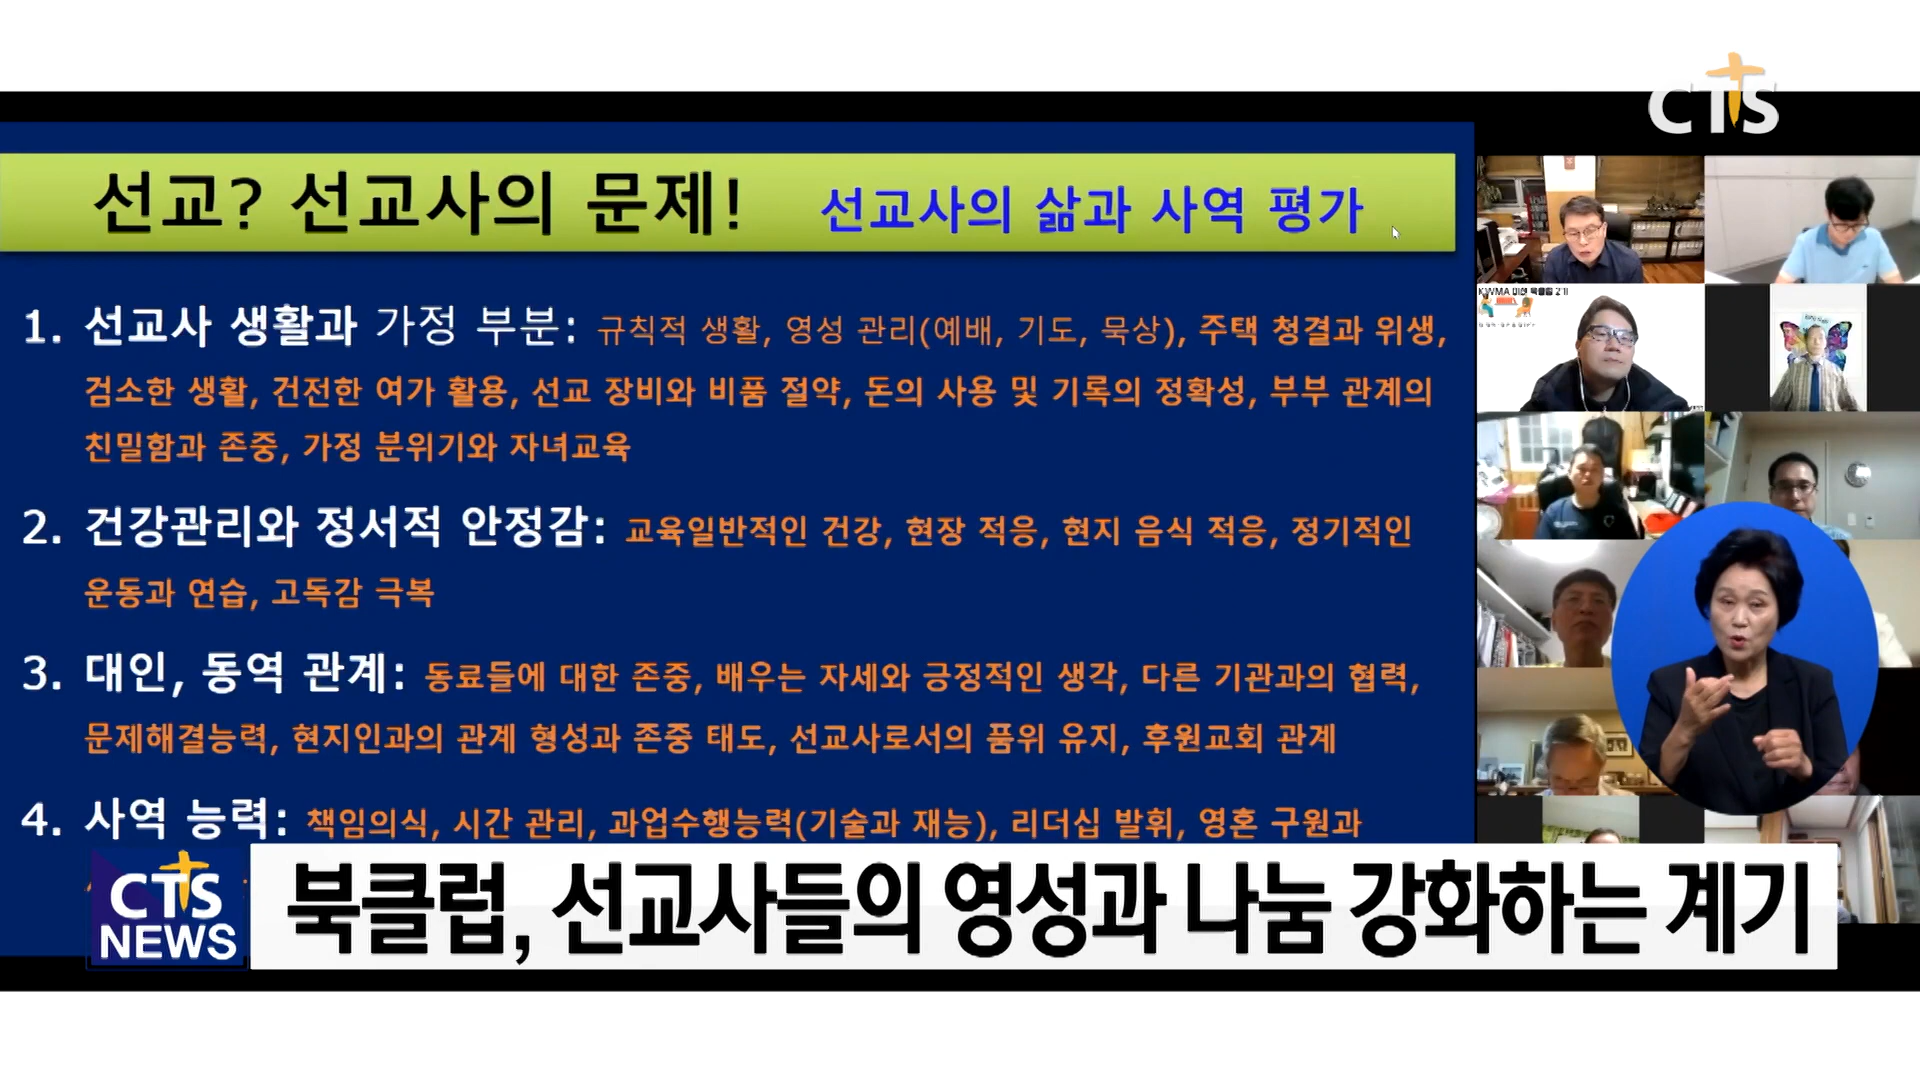 CTS
선교? 선교사의 문제! 선교사의 삶과 사역 평가
1. 선교사 생활과 가정 부분: 규칙적 생활, 영성 관리(예배, 기도, 묵상), 주택 청결과 위생,
검소한 생활, 건전한 여가 활용, 선교 장비와 비품 절약, 돈의 사용 및 기록의 정확성, 부부 관계의
친밀함과 존중, 가정 분위기와 자녀교육
2. 건강관리와 정서적 안정감: 교육일반적인 건강, 현장 적응, 현지 음식 적응, 정기적인
운동과 연습, 고독감 극복
3. 대인, 동역 관계: 동료들에 대한 존중, 배우는 자세와 긍정적인 생각, 다른 기관과의 협력,
문제해결능력, 현지인과의 관계 형성과 존중 태도, 선교사로서의 품위 유지, 후원교회 관계
4. 사역 능력: 책임의식, 시간 관리, 과업수행능력(기술과 재능), 리더십 발휘, 영혼 구원과
KWMA 미션 북클럽 2기
CTS
NEWS
북클럽, 선교사들의 영성과 나눔 강화하는 계기